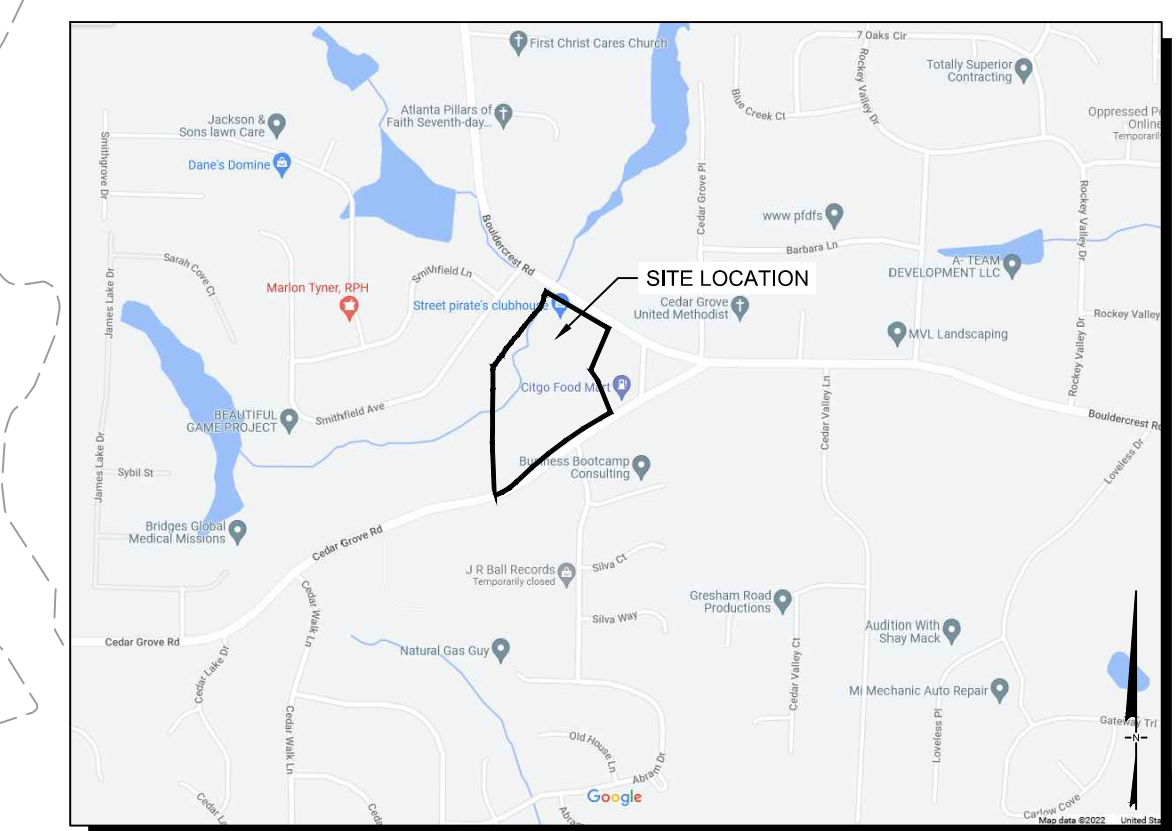 7 Oaks Cir
First Christ Cares Church
Totally Superior
Contracting
Rockey Valley Dr
Blue Creek Ct
Atlanta Pillars of
Faith Seventh-day...
Jackson &
Sons lawn Care
Smithgrove Dr
Dane's Domine
Oppressed P
Online
Temporaril
Cedar Grove Pl
Rockey Valley Dr
www pfdfs
Bouldercrest Rd
Barbara Ln
Sarah Cove Ct
James Lake Dr
Smithfield Ln
A- TEAM
DEVELOPMENT LLC
SITE LOCATION
Marlon Tyner, RPH
Street pirate's clubhouse
Cedar Grove
United Methodist
Rockey Valley
MVL Landscaping
Rockey Valley Dr
Citgo Food Mart
Cedar Valley Ln
BEAUTIFUL
GAME PROJECT
Smithfield Ave
Bouldercrest Rd
James Lake Dr
Sybil St
Business Bootcamp
Consulting
Loveless Dr
Bridges Global
Medical Missions
Cedar Grove Rd
J R Ball Records
Temporarily closed
Silva Ct
Cedar Walk Ln
Gresham Road
Productions
Silva Way
Audition With
Shay Mack
Cedar Grove Rd
Natural Gas Guy
Cedar Lake Dr
Cedar Valley Ct
Mi Mechanic Auto Repair
Cedar Walk Ln
Loveless Pl
Gateway Trl
N
Old House Ln
Abram Dr
Google
Cedar L
Ceda
Abra
Carlow Cove
Map data ©2022
United Sta